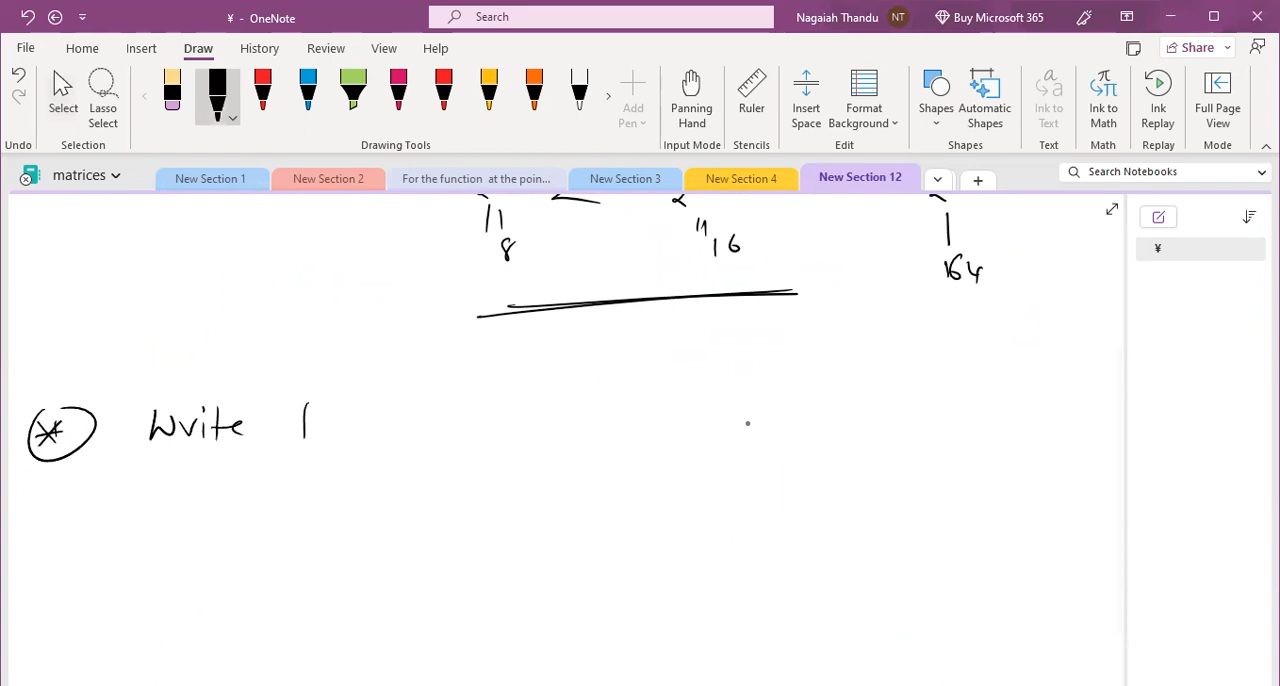 ¥ - OneNote
Search
Nagaiah Thandu NT Buy Microsoft 365
File Home Insert Draw History Review View Help Share
Select Lasso Select Add Pen Panning Hand Ruler Insert Space Format Background Shapes Automatic Shapes Ink to Text Ink to Math Ink Replay Full Page View
Undo Selection Drawing Tools Input Mode Stencils Edit Shapes Text Math Replay Mode
matrices New Section 1 New Section 2 For the function at the poin... New Section 3 New Section 4 New Section 12 + Search Notebooks
¥
8 16 64
* Write